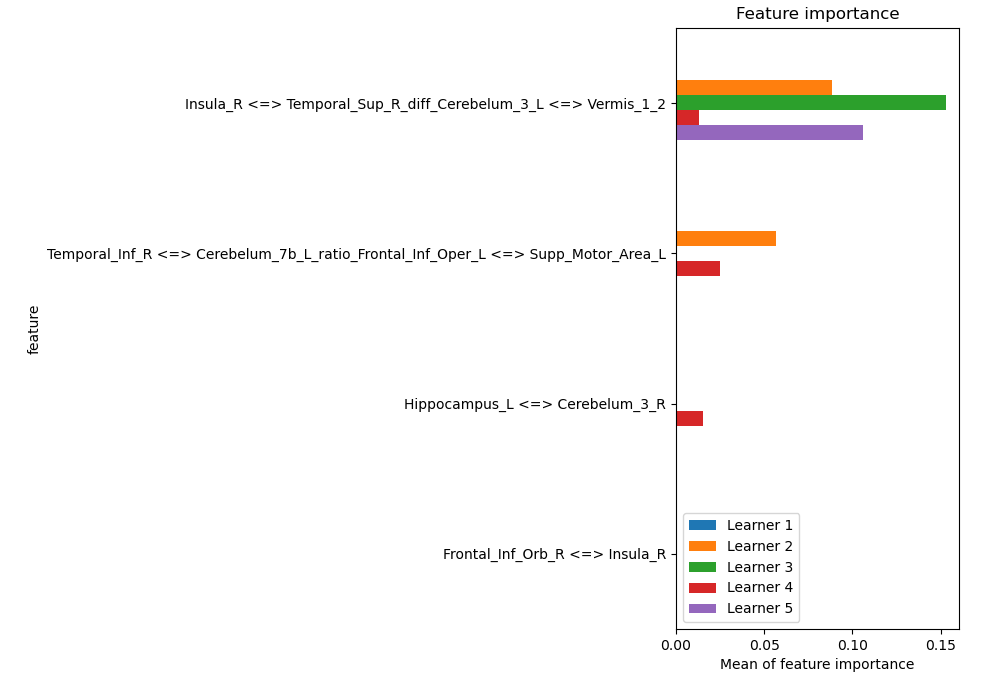 Feature importance
Insula_R <=> Temporal_Sup_R_diff_Cerebelum_3_L <=> Vermis_1_2
Temporal_Inf_R <=> Cerebelum_7b_L_ratio_Frontal_Inf_Oper_L <=> Supp_Motor_Area_L
feature
Hippocampus_L <=> Cerebelum_3_R
Frontal_Inf_Orb_R <=> Insula_R
Learner 1
Learner 2
Learner 3
Learner 4
Learner 5
0.00 0.05 0.10 0.15
Mean of feature importance